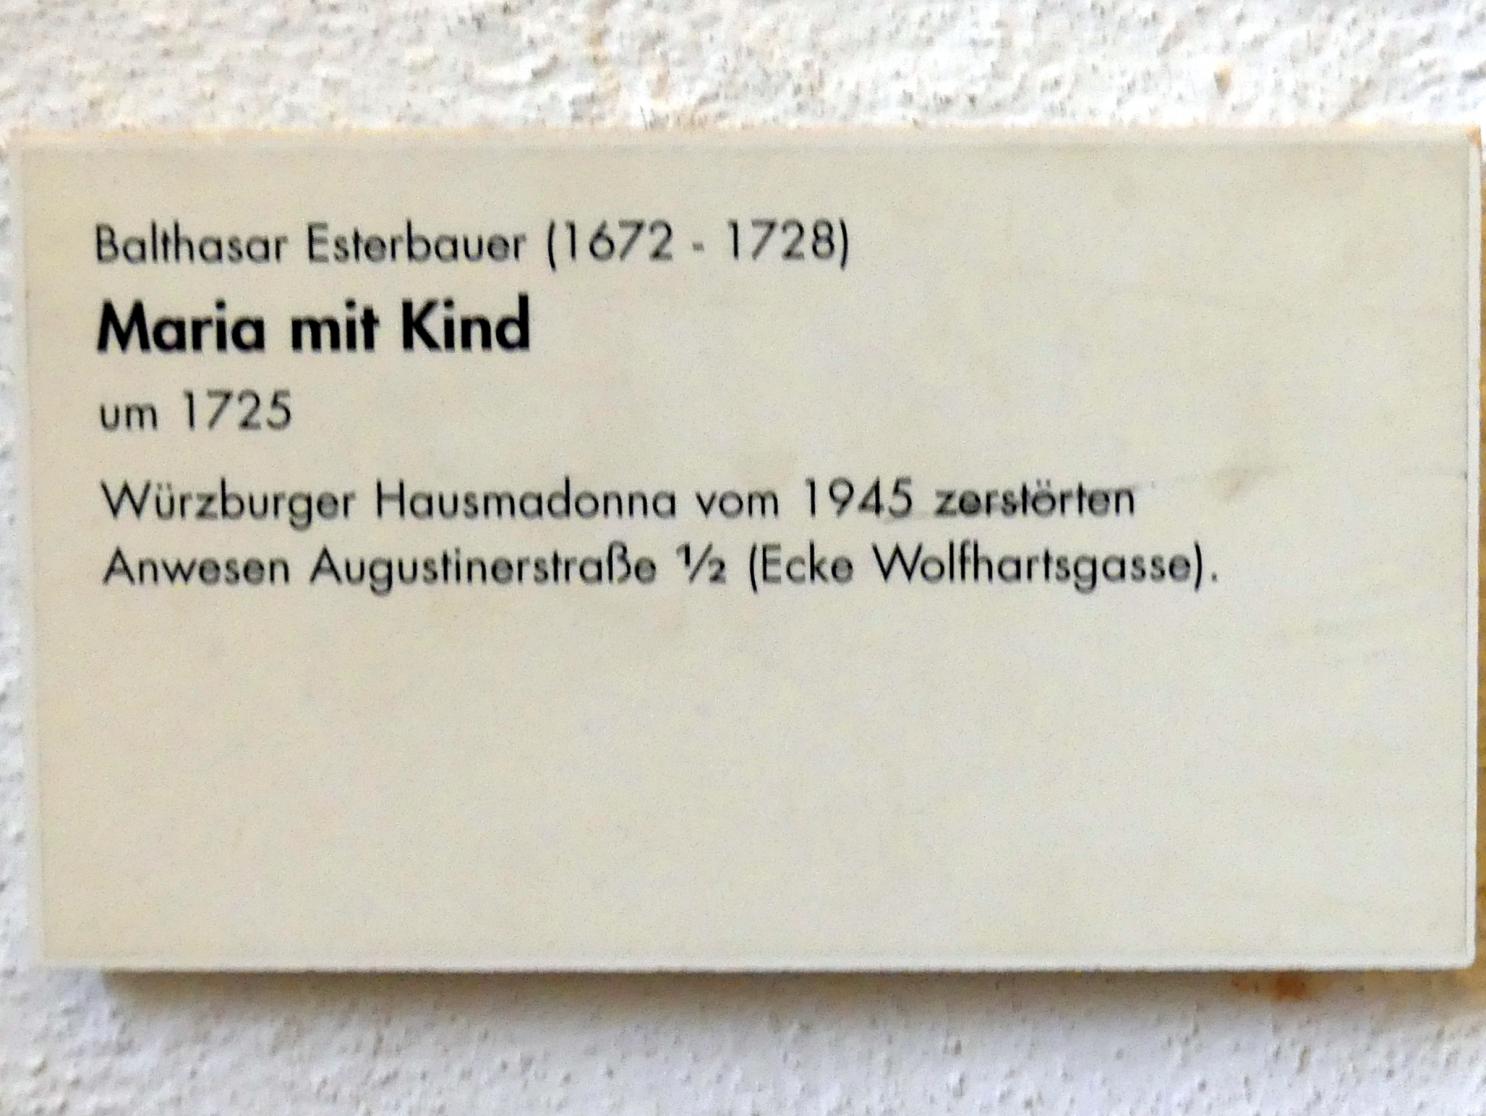 Balthasar Esterbauer (1672 - 1728)
Maria mit Kind
um 1725
Würzburger Hausmadonna vom 1945 zerstörten
Anwesen Augustinerstraße ½ (Ecke Wolfhartsgasse).